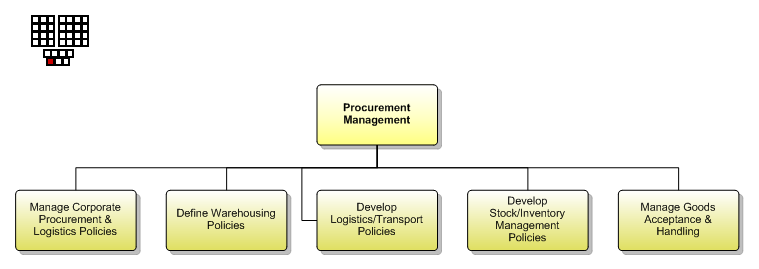 Procurement
Management
Manage Corporate
Procurement &
Logistics Policies
Define Warehousing
Policies
Develop
Logistics/Transport
Policies
Develop
Stock/Inventory
Management
Policies
Manage Goods
Acceptance &
Handling